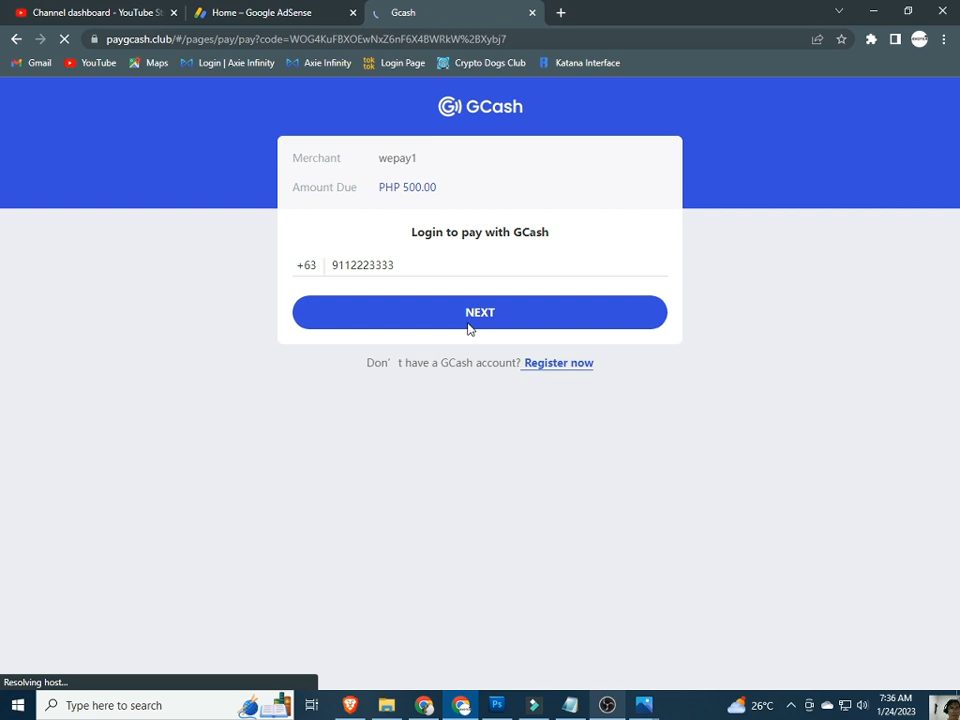 Channel dashboard - YouTube St
Home – Google AdSense
Gcash
paygcash.club/#/pages/pay/pay?code=WOG4KuFBXOEwNxZ6nF6X4BWRkW%2BXybj7
Gmail
YouTube
Maps
Login | Axie Infinity
Axie Infinity
tok tok
Login Page
Crypto Dogs Club
Katana Interface
GCash
Merchant wepay1
Amount Due PHP 500.00
Login to pay with GCash
+63 9112223333
NEXT
Don’t have a GCash account? Register now
Resolving host...
Type here to search
Ps
26°C
7:36 AM
1/24/2023